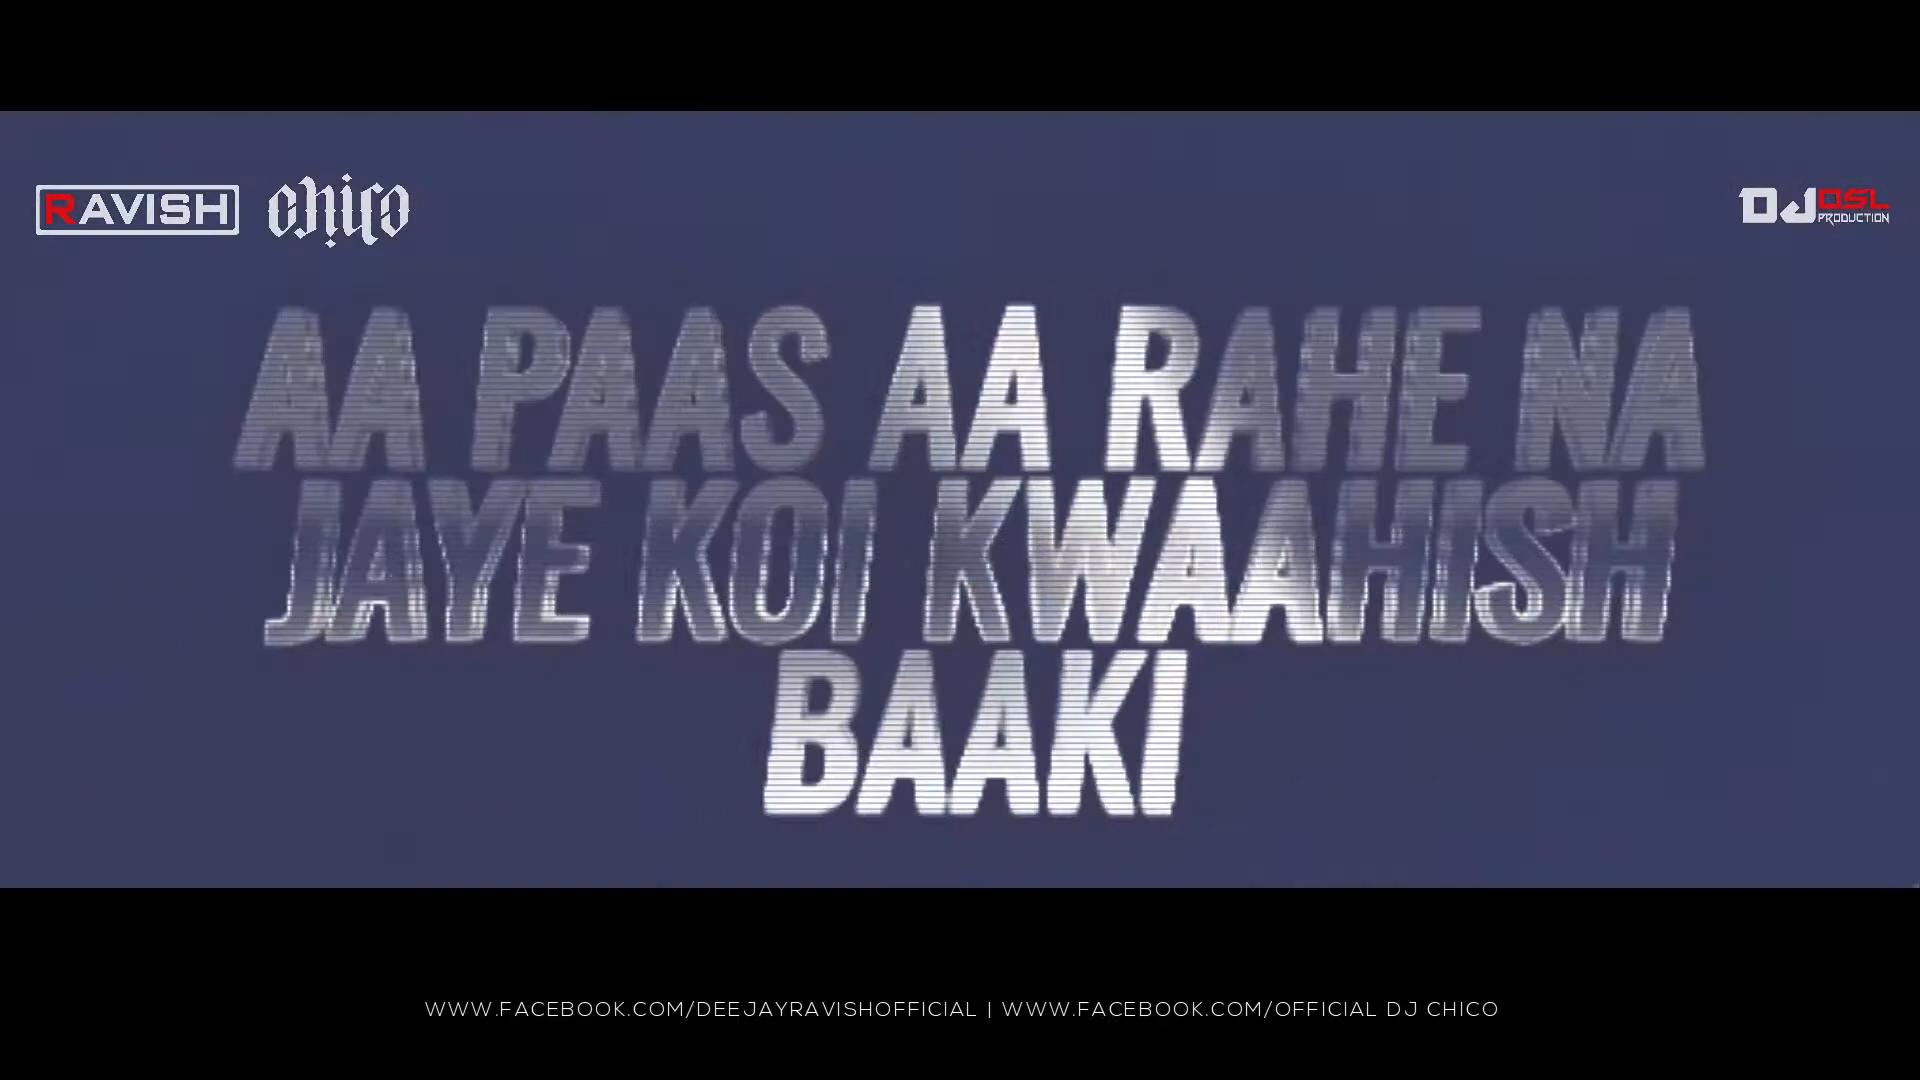 RAVISH chico DJ OSL
PRODUCTION
AA PAAS AA RAHE NA
JAYE KOI KWAAHISH
BAAKI
WWW.FACEBOOK.COM/DEEJAYRAVISHOFFICIAL | WWW.FACEBOOK.COM/OFFICIAL DJ CHICO